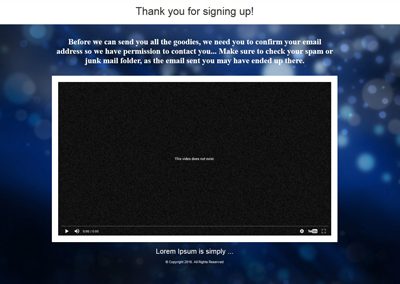 Thank you for signing up!
Before we can send you all the goodies, we need you to confirm your email
address so we have permission to contact you... Make sure to check your spam or
junk mail folder, as the email sent you may have ended up there.
This video does not exist.
0:00 / 0:00
YouTube
Lorem Ipsum is simply ...
© Copyright 2016. All Rights Reserved